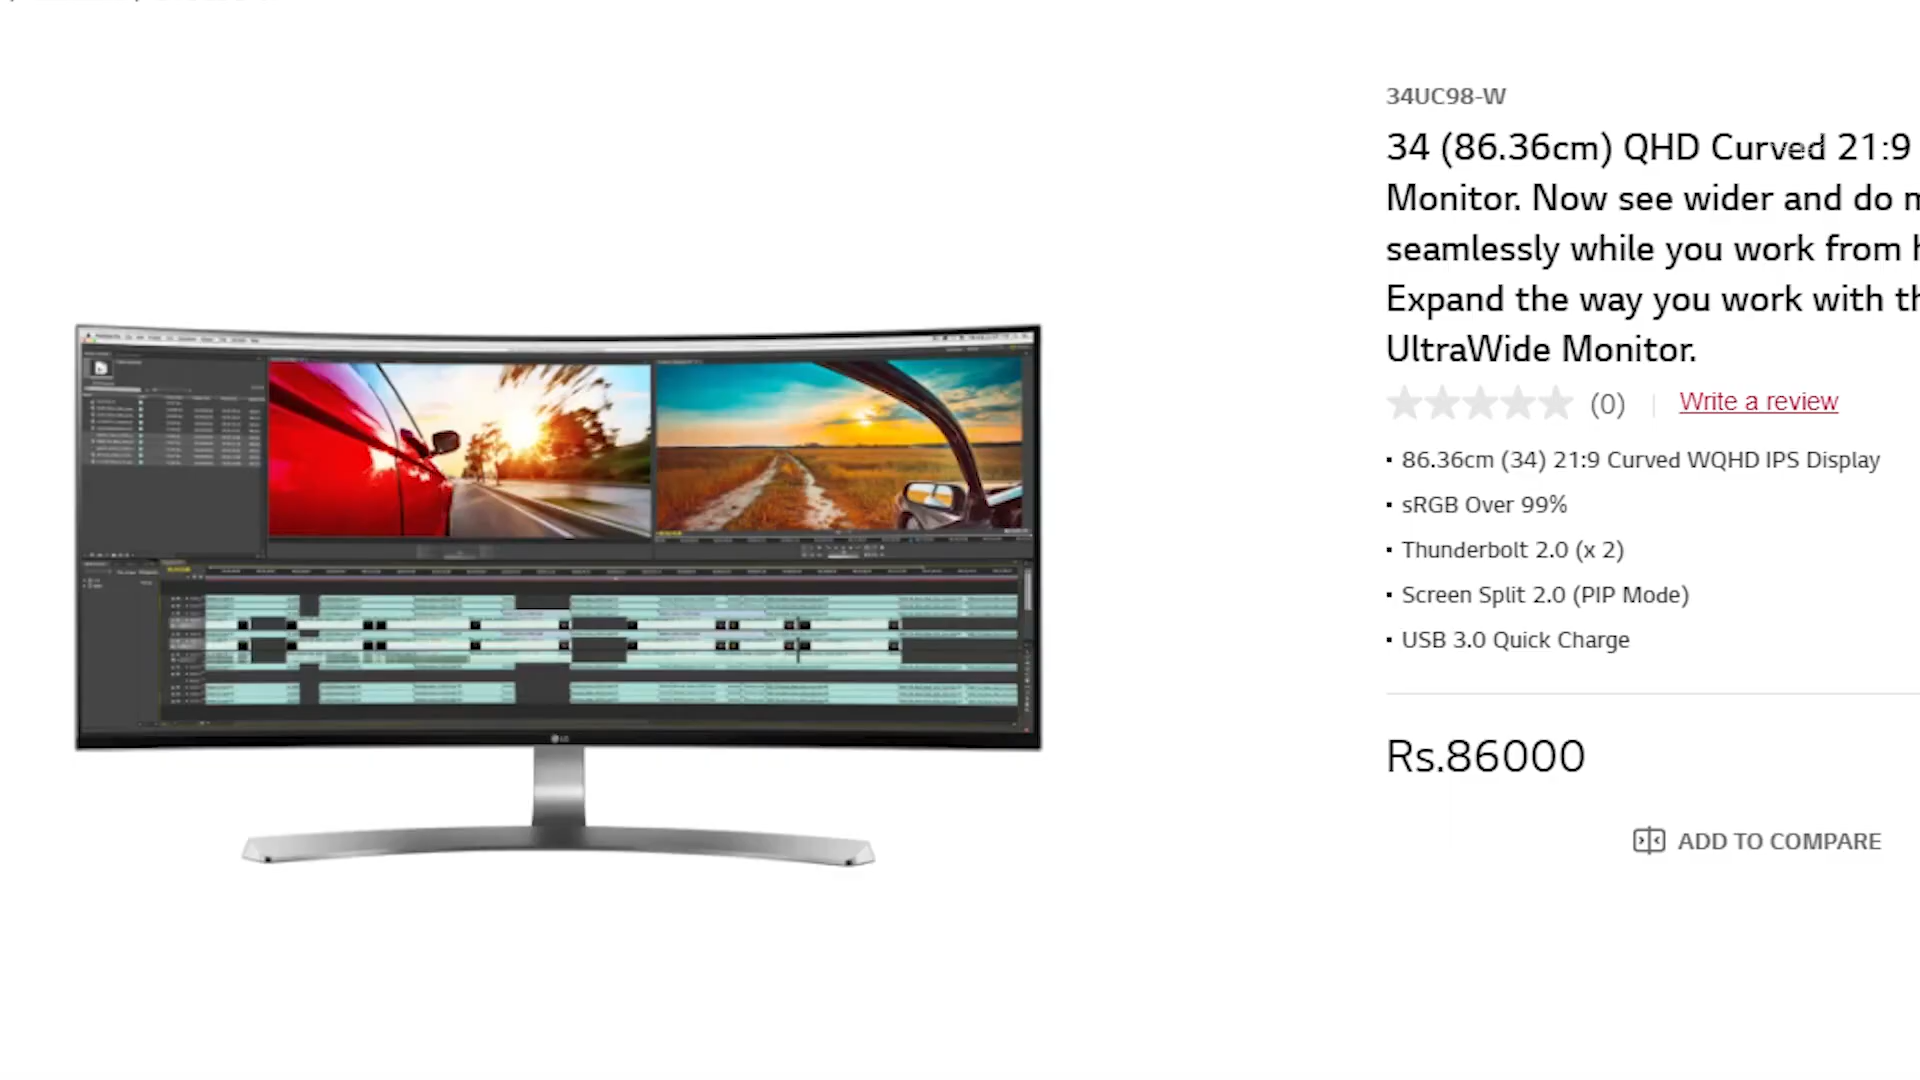 34UC98-W
34 (86.36cm) QHD Curved 21:9
Monitor. Now see wider and do
seamlessly while you work from
Expand the way you work with
UltraWide Monitor.
(0) Write a review
86.36cm (34) 21:9 Curved WQHD IPS Display
sRGB Over 99%
Thunderbolt 2.0 (x 2)
Screen Split 2.0 (PIP Mode)
USB 3.0 Quick Charge
Rs.86000
ADD TO COMPARE
LG